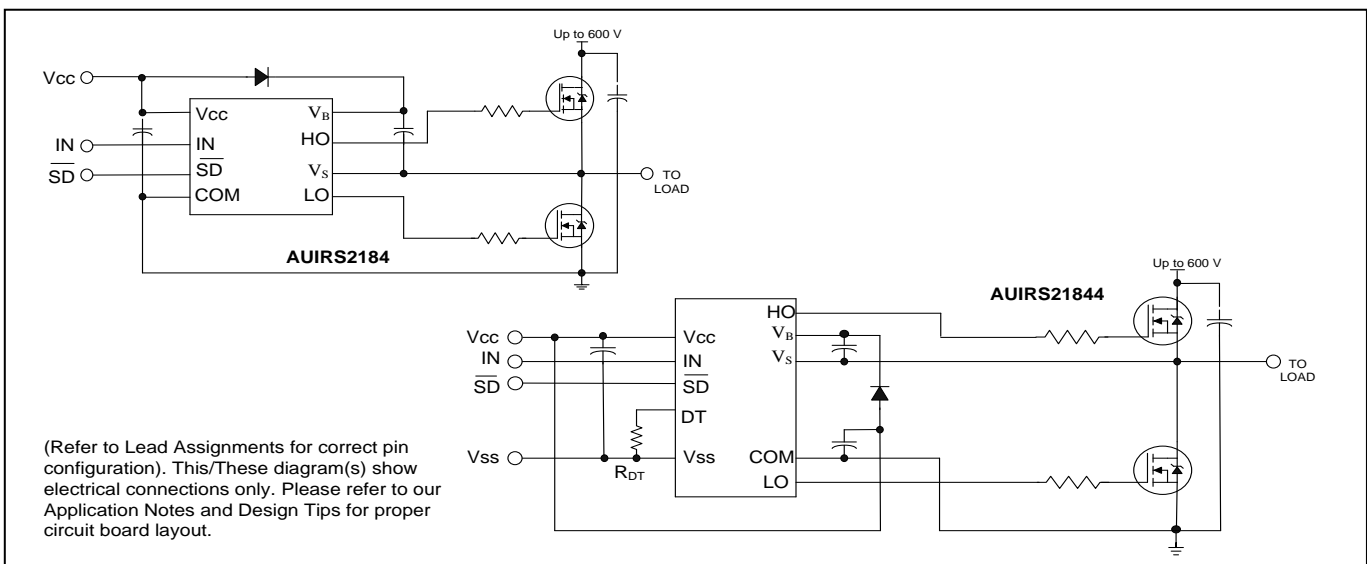 Up to 600 V
Vcc
Vcc
VB
HO
IN
IN
SD
SD
VS
TO
LOAD
COM
LO
AUIRS2184
Up to 600 V
AUIRS21844
HO
Vcc
Vcc
VB
IN
IN
VS
TO
LOAD
SD
SD
DT
(Refer to Lead Assignments for correct pin
configuration). This/These diagram(s) show
electrical connections only. Please refer to our
Application Notes and Design Tips for proper
circuit board layout.
Vss
RDT
Vss
COM
LO